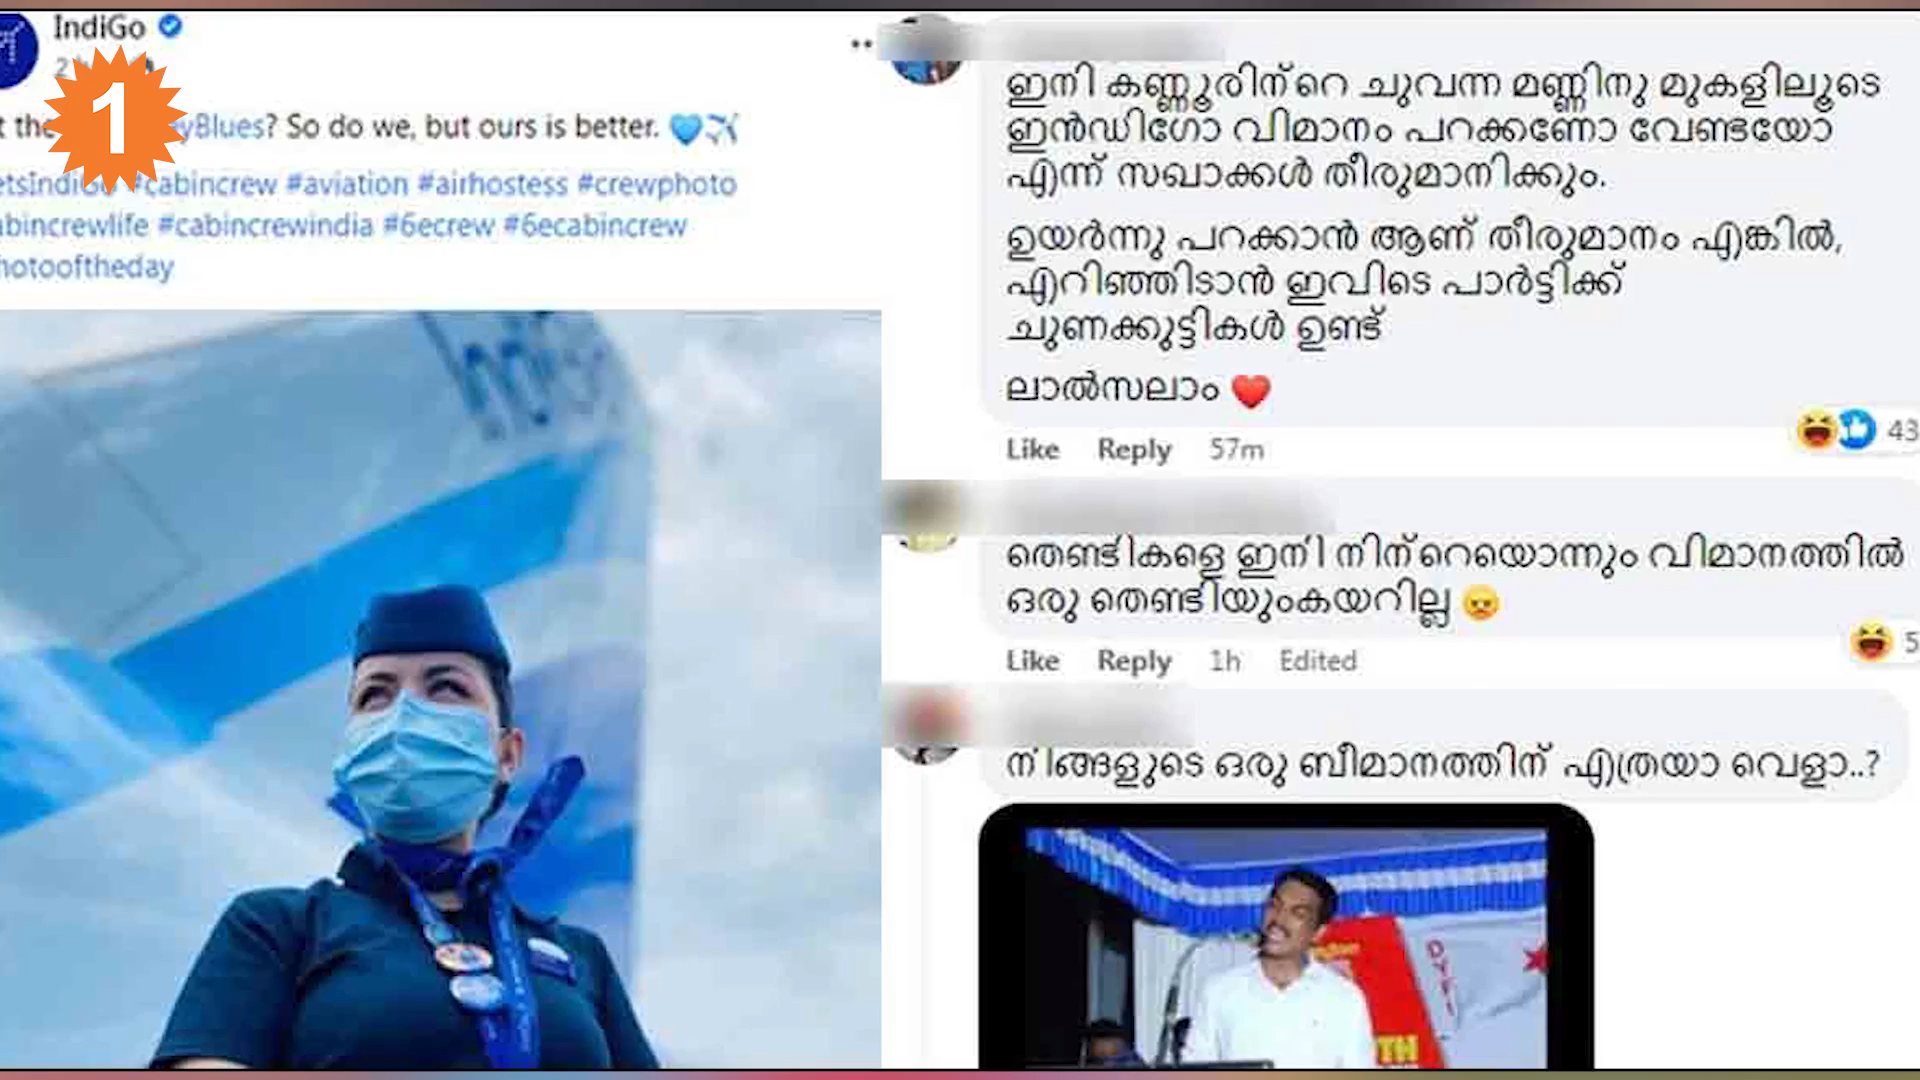 IndiGo
1
yBlues? So do we, but ours is better. 💙✈️
#cabincrew #aviation #airhostess #crewphoto
#cabincrewindia #6ecrew #6ecabincrew
ഇനി കണ്ണൂരിന്റെ ചുവന്ന മണ്ണിനു മുകളിലൂടെ
ഇൻഡിഗോ വിമാനം പറക്കണോ വേണ്ടയോ
എന്ന് സഖാക്കൾ തീരുമാനിക്കും.
ഉയർന്നു പറക്കാൻ ആണ് തീരുമാനം എങ്കിൽ,
എറിഞ്ഞിടാൻ ഇവിടെ പാർട്ടിക്ക്
ചുണക്കുട്ടികൾ ഉണ്ട്
ലാൽസലാം ❤️
43
Like Reply 57m
തെണ്ടികളെ ഇനി നിന്റെയൊന്നും വിമാനത്തിൽ
ഒരു തെണ്ടിയുംകയറില്ല 😠
5
Like Reply 1h Edited
നിങ്ങളുടെ ഒരു ബീമാനത്തിന് എത്രയാ വെളാ..?
DYFI
TH